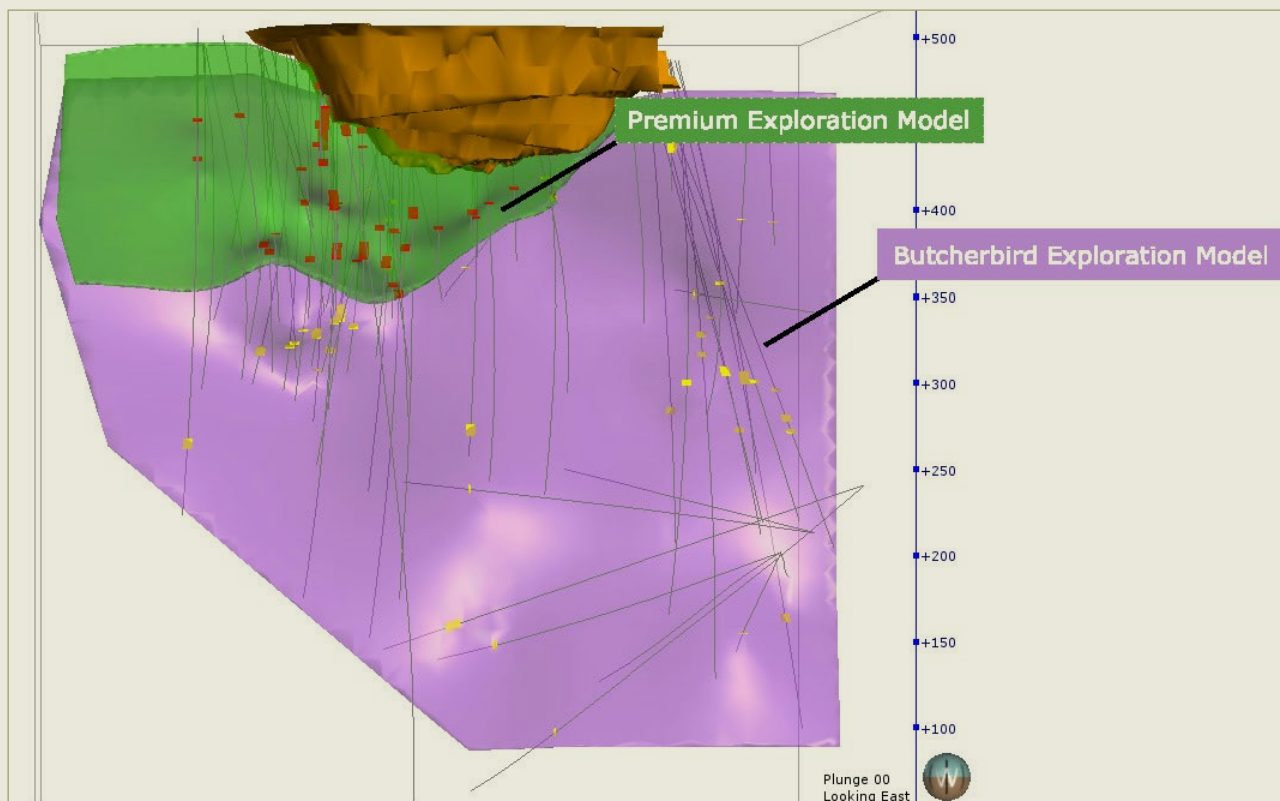 +500
Premium Exploration Model
+400
Butcherbird Exploration Model
+350
+300
+250
+200
+150
+100
Plunge 00
Looking East